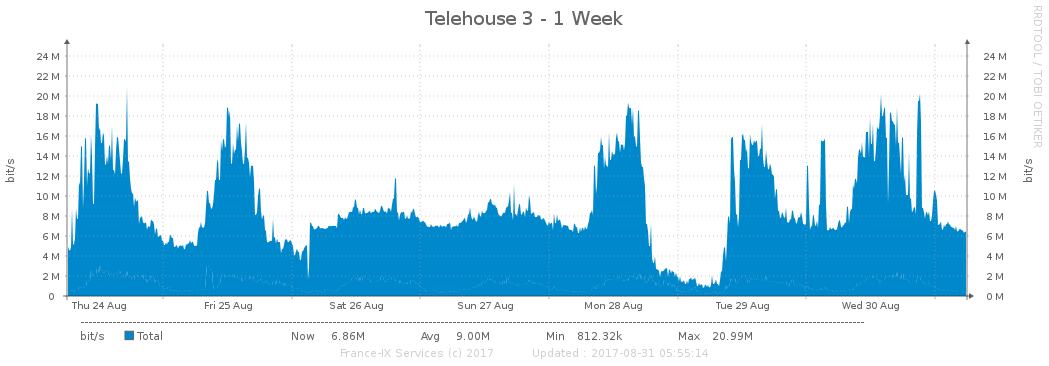 Telehouse 3 - 1 Week
RRDTOOL / TOBI OETIKER
24 M 24 M
22 M 22 M
20 M 20 M
18 M 18 M
16 M 16 M
14 M 14 M
12 M 12 M
10 M 10 M
8 M 8 M
6 M 6 M
4 M 4 M
2 M 2 M
0 0 M
bit/s
bit/s
Thu 24 Aug Fri 25 Aug Sat 26 Aug Sun 27 Aug Mon 28 Aug Tue 29 Aug Wed 30 Aug
bit/s Total Now 6.86M Avg 9.00M Min 812.32k Max 20.99M
France-IX Services (c) 2017 Updated : 2017-08-31 05:55:14